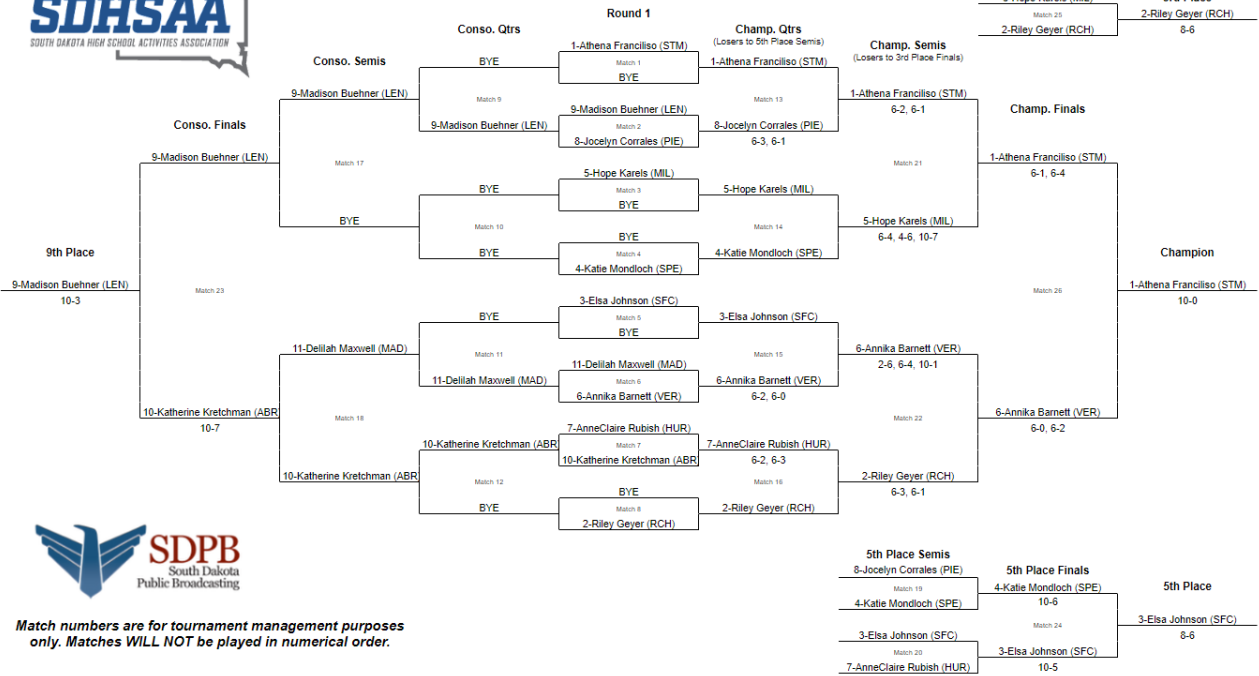 SDHSAA
SOUTH DAKOTA HIGH SCHOOL ACTIVITIES ASSOCIATION
Match 25
2-Riley Geyer (RCH)
2-Riley Geyer (RCH)
8-6
Round 1
1-Athena Franciliso (STM)
Match 1
BYE
9-Madison Buehner (LEN)
Match 2
8-Jocelyn Corrales (PIE)
5-Hope Karels (MIL)
Match 3
BYE
BYE
Match 4
4-Katie Mondloch (SPE)
3-Elsa Johnson (SFC)
Match 5
BYE
11-Delilah Maxwell (MAD)
Match 6
6-Annika Barnett (VER)
7-AnneClaire Rubish (HUR)
Match 7
10-Katherine Kretchman (ABR
BYE
Match 8
2-Riley Geyer (RCH)
Conso. Qtrs
BYE
Match 9
9-Madison Buehner (LEN)
BYE
Match 10
BYE
BYE
Match 11
11-Delilah Maxwell (MAD)
10-Katherine Kretchman (ABR
Match 12
BYE
Conso. Semis
9-Madison Buehner (LEN)
Match 17
BYE
11-Delilah Maxwell (MAD)
Match 18
10-Katherine Kretchman (ABR
Conso. Finals
9-Madison Buehner (LEN)
Match 23
10-Katherine Kretchman (ABR
10-7
9th Place
9-Madison Buehner (LEN)
10-3
Champ. Qtrs
(Losers to 5th Place Semis)
1-Athena Franciliso (STM)
Match 13
8-Jocelyn Corrales (PIE)
6-3, 6-1
5-Hope Karels (MIL)
Match 14
4-Katie Mondloch (SPE)
3-Elsa Johnson (SFC)
Match 15
6-Annika Barnett (VER)
6-2, 6-0
7-AnneClaire Rubish (HUR)
6-2, 6-3
Match 16
2-Riley Geyer (RCH)
Champ. Semis
(Losers to 3rd Place Finals)
1-Athena Franciliso (STM)
6-2, 6-1
Match 21
5-Hope Karels (MIL)
6-4, 4-6, 10-7
6-Annika Barnett (VER)
2-6, 6-4, 10-1
Match 22
2-Riley Geyer (RCH)
6-3, 6-1
Champ. Finals
1-Athena Franciliso (STM)
6-1, 6-4
Match 26
6-Annika Barnett (VER)
6-0, 6-2
Champion
1-Athena Franciliso (STM)
10-0
5th Place Semis
8-Jocelyn Corrales (PIE)
Match 19
4-Katie Mondloch (SPE)
3-Elsa Johnson (SFC)
Match 20
7-AnneClaire Rubish (HUR)
5th Place Finals
4-Katie Mondloch (SPE)
10-6
Match 24
3-Elsa Johnson (SFC)
10-5
5th Place
3-Elsa Johnson (SFC)
8-6
SDPB
South Dakota
Public Broadcasting
Match numbers are for tournament management purposes
only. Matches WILL NOT be played in numerical order.